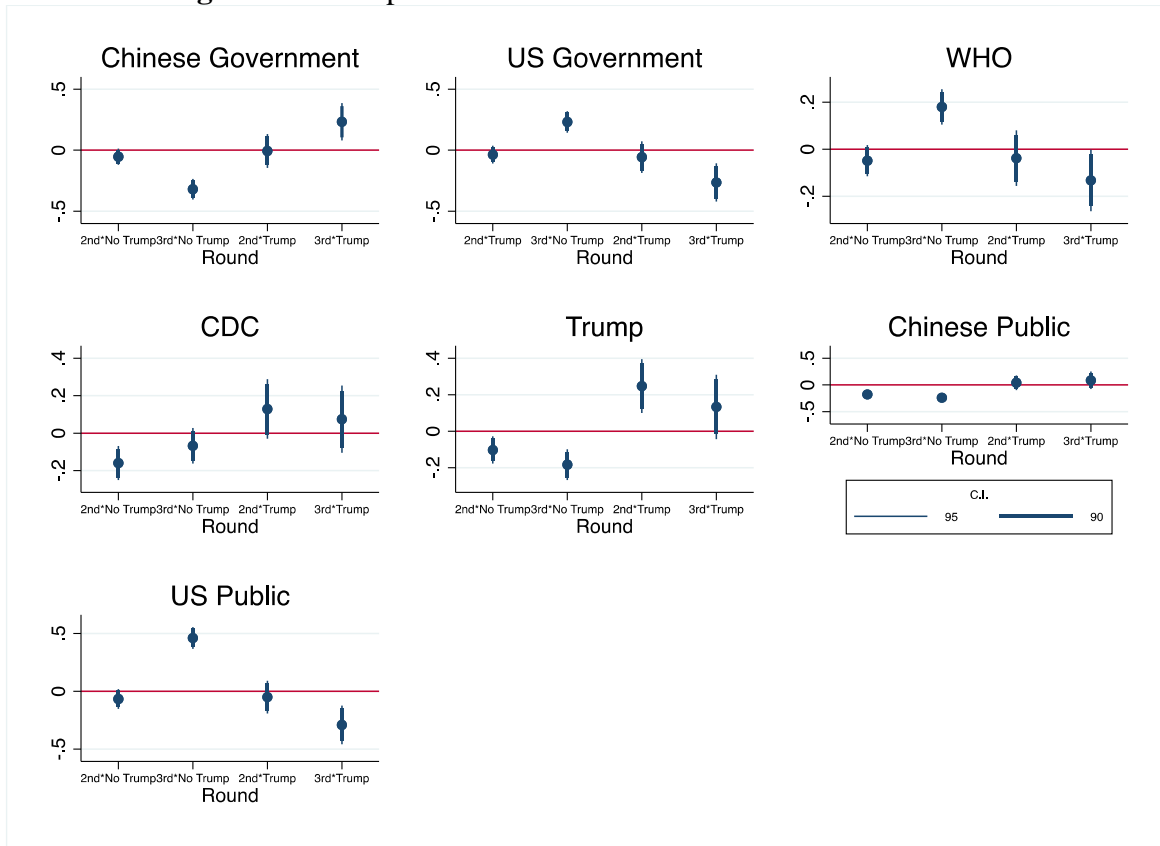 Chinese Government
.5
0
-.5
2nd*No Trump 3rd*No Trump 2nd*Trump 3rd*Trump
Round
US Government
.5
0
-.5
2nd*Trump 3rd*No Trump 2nd*Trump 3rd*Trump
Round
WHO
.2
0
-.2
2nd*No Trump 3rd*No Trump 2nd*Trump 3rd*Trump
Round
CDC
.4
.2
0
-.2
2nd*No Trump 3rd*No Trump 2nd*Trump 3rd*Trump
Round
Trump
.4
.2
0
-.2
2nd*No Trump 3rd*No Trump 2nd*Trump 3rd*Trump
Round
Chinese Public
.5
0
-.5
2nd*No Trump 3rd*No Trump 2nd*Trump 3rd*Trump
Round
C.I.
95 90
US Public
.5
0
-.5
2nd*No Trump 3rd*No Trump 2nd*Trump 3rd*Trump
Round